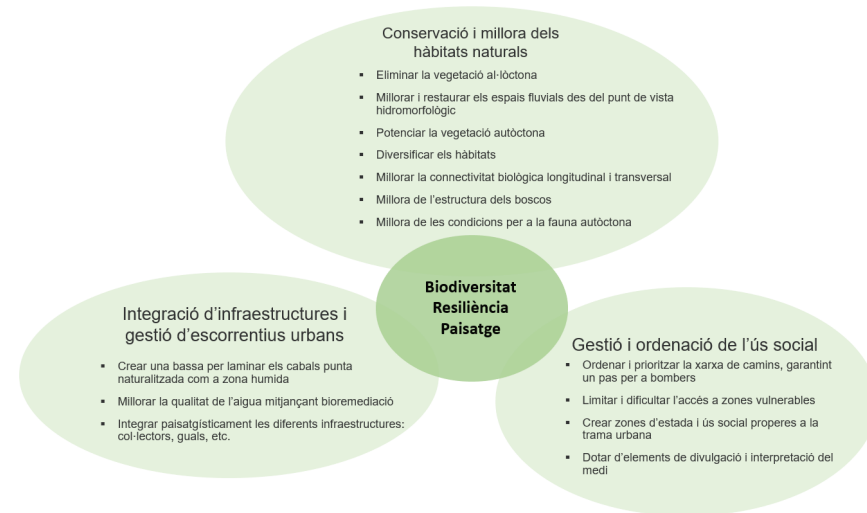 Conservació i millora dels
hàbitats naturals
▪ Eliminar la vegetació al·lòctona
▪ Millorar i restaurar els espais fluvials des del punt de vista
hidromorfològic
▪ Potenciar la vegetació autòctona
▪ Diversificar els hàbitats
▪ Millorar la connectivitat biològica longitudinal i transversal
▪ Millora de l'estructura dels boscos
▪ Millora de les condicions per a la fauna autòctona
Biodiversitat
Resiliència
Paisatge
Integració d'infraestructures i
gestió d'escorrentius urbans
▪ Crear una bassa per laminar els cabals punta
naturalitzada com a zona humida
▪ Millorar la qualitat de l'aigua mitjançant bioremediació
▪ Integrar paisatgísticament les diferents infraestructures:
col·lectors, guals, etc.
Gestió i ordenació de l'ús social
▪ Ordenar i prioritzar la xarxa de camins, garantint
un pas per a bombers
▪ Limitar i dificultar l'accés a zones vulnerables
▪ Crear zones d'estada i ús social properes a la
trama urbana
▪ Dotar d'elements de divulgació i interpretació del
medi